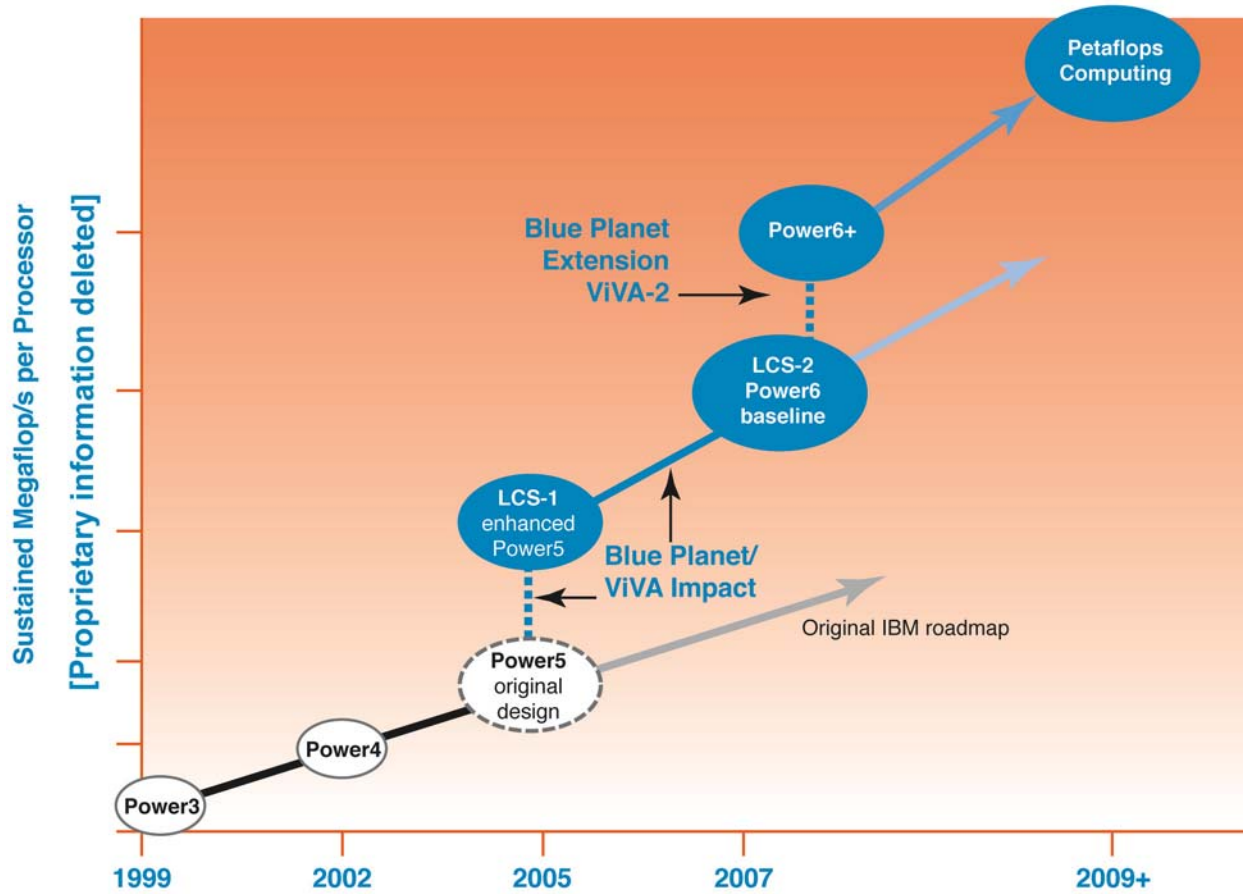 Sustained Megaflop/s per Processor
[Proprietary information deleted]
Petaflops
Computing
Power6+
Blue Planet
Extension
ViVA-2
LCS-2
Power6
baseline
LCS-1
enhanced
Power5
Blue Planet/
ViVA Impact
Original IBM roadmap
Power5
original
design
Power4
Power3
1999
2002
2005
2007
2009+